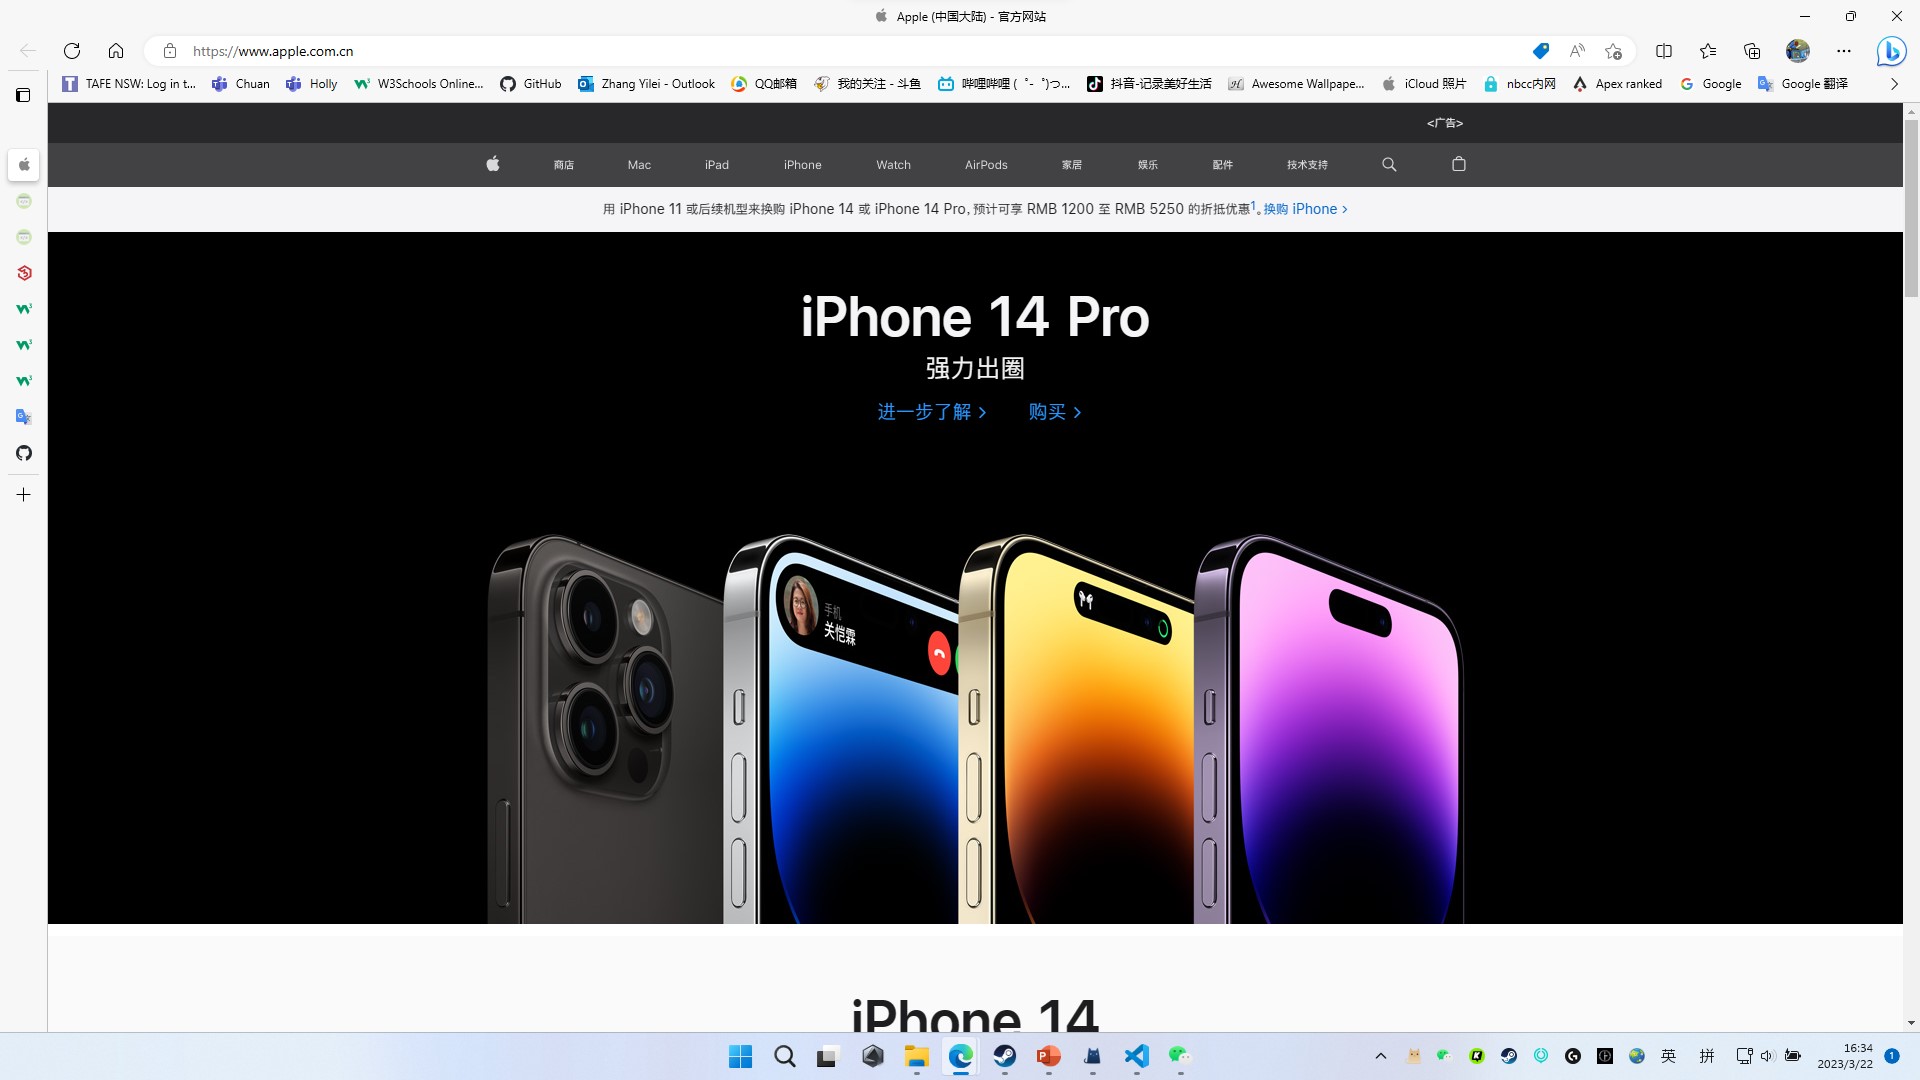 Apple (中国大陆) - 官方网站
https://www.apple.com.cn
TAFE NSW: Log in t...
Chuan
Holly
W3Schools Online...
GitHub
Zhang Yilei - Outlook
QQ邮箱
我的关注 - 斗鱼
哔哩哔哩 (゜-゜)つ...
抖音-记录美好生活
Awesome Wallpape...
iCloud 照片
nbcc内网
Apex ranked
Google
Google 翻译
<广告>
商店
Mac
iPad
iPhone
Watch
AirPods
家居
娱乐
配件
技术支持
用 iPhone 11 或后续机型来换购 iPhone 14 或 iPhone 14 Pro, 预计可享 RMB 1200 至 RMB 5250 的折抵优惠1。换购 iPhone >
iPhone 14 Pro
强力出圈
进一步了解 >
购买 >
手机
关恺霖
iPhone 14
英
拼
16:34
2023/3/22
1